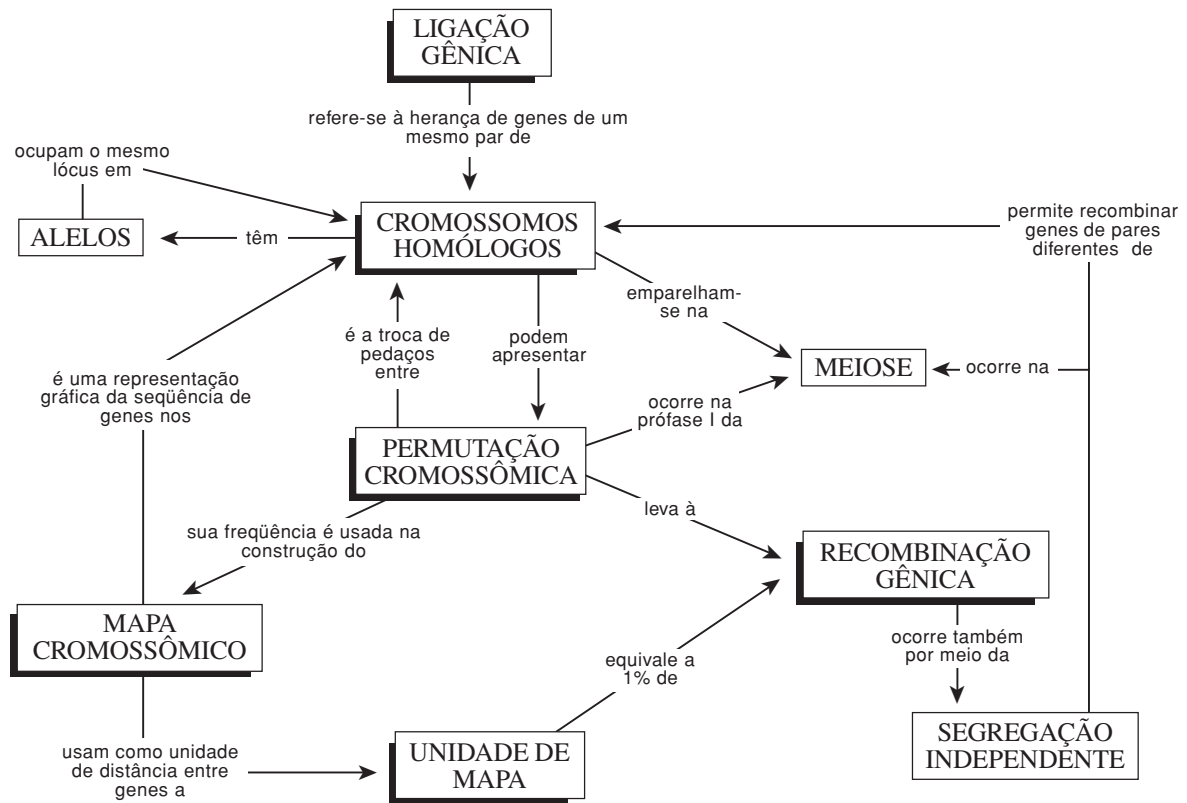 LIGAÇÃO
GÊNICA
refere-se à herança de genes de um
mesmo par de
ocupam o mesmo
lócus em
ALELOS
têm
CROMOSSOMOS
HOMÓLOGOS
permite recombinar
genes de pares
diferentes de
emparelham-
se na
é a troca de
pedaços
entre
podem
apresentar
MEIOSE
ocorre na
é uma representação
gráfica da seqüência de
genes nos
ocorre na
prófase I da
PERMUTAÇÃO
CROMOSSÔMICA
leva à
sua freqüência é usada na
construção do
RECOMBINAÇÃO
GÊNICA
MAPA
CROMOSSÔMICO
ocorre também
por meio da
equivale a
1% de
SEGREGAÇÃO
INDEPENDENTE
usam como unidade
de distância entre
genes a
UNIDADE DE
MAPA